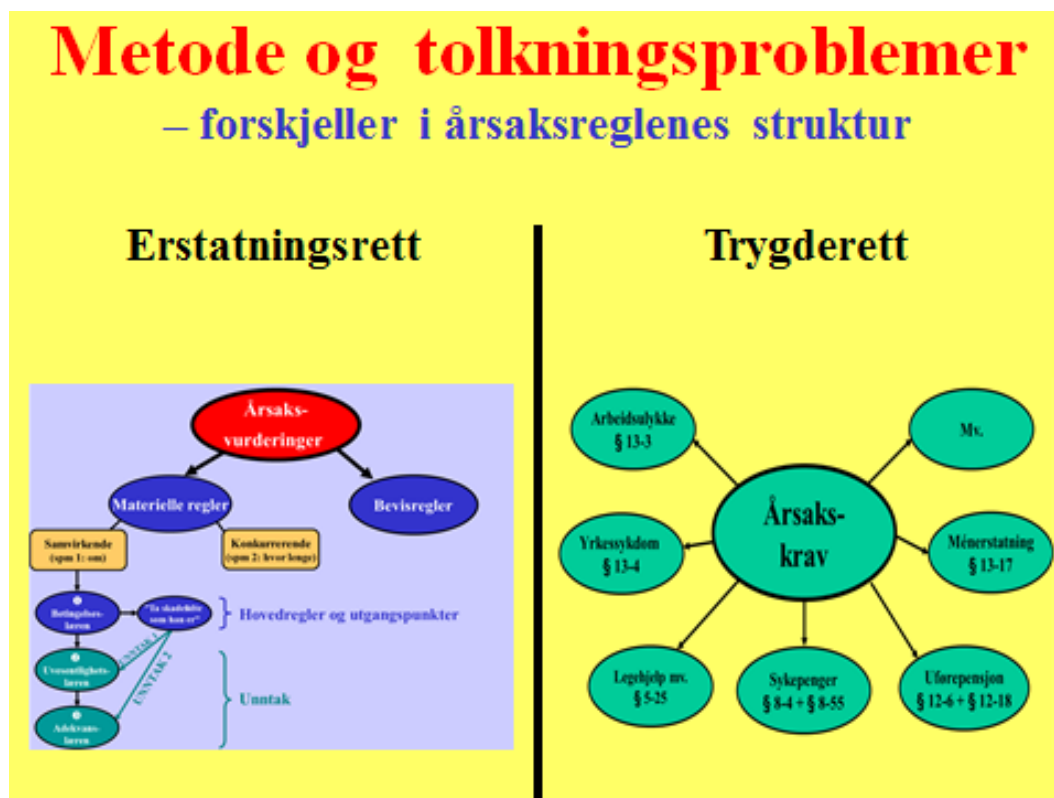 Metode og tolkningsproblemer
– forskjeller i årsaksreglenes struktur
Erstatningsrett
Trygderett
Årsaks-
vurderinger
Materielle regler
Bevisregler
Samvirkende
(spm 1: om)
Konkurrerende
(spm 2: hvor lenge)
Betingelses-
læren
"Ta skadelidte
som han er"
Hovedregler og utgangspunkter
UNNTAK 1
UNNTAK 2
Uvesentlighets-
læren
Unntak
Adekvans-
læren
Arbeidsulykke
§ 13-3
Mv.
Årsaks-
krav
Yrkessykdom
§ 13-4
Ménerstatning
§ 13-17
Legehjelp mv.
§ 5-25
Sykepenger
§ 8-4 + § 8-55
Uførepensjon
§ 12-6 + § 12-18